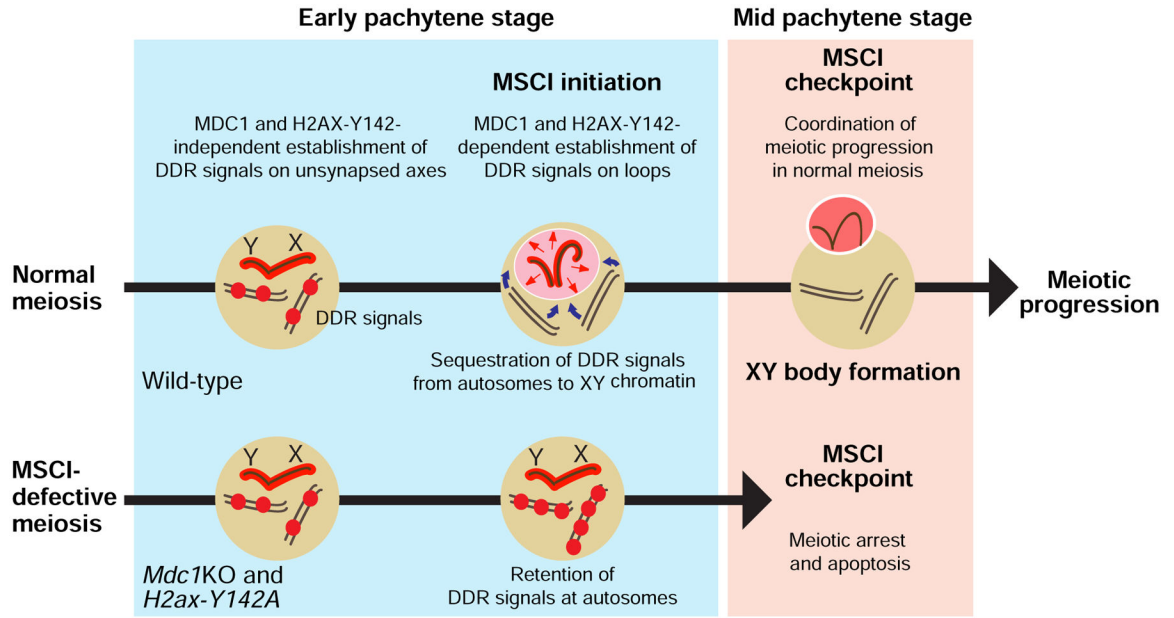 Early pachytene stage
Mid pachytene stage
MSCI initiation
MSCI
checkpoint
MDC1 and H2AX-Y142-
independent establishment of
DDR signals on unsynapsed axes
MDC1 and H2AX-Y142-
dependent establishment of
DDR signals on loops
Coordination of
meiotic progression
in normal meiosis
Normal
meiosis
Y X
DDR signals
Meiotic
progression
Wild-type
Sequestration of DDR signals
from autosomes to XY chromatin
XY body formation
MSCI-
defective
meiosis
Y X
Y X
MSCI
checkpoint
Meiotic arrest
and apoptosis
Mdc1KO and
H2ax-Y142A
Retention of
DDR signals at autosomes